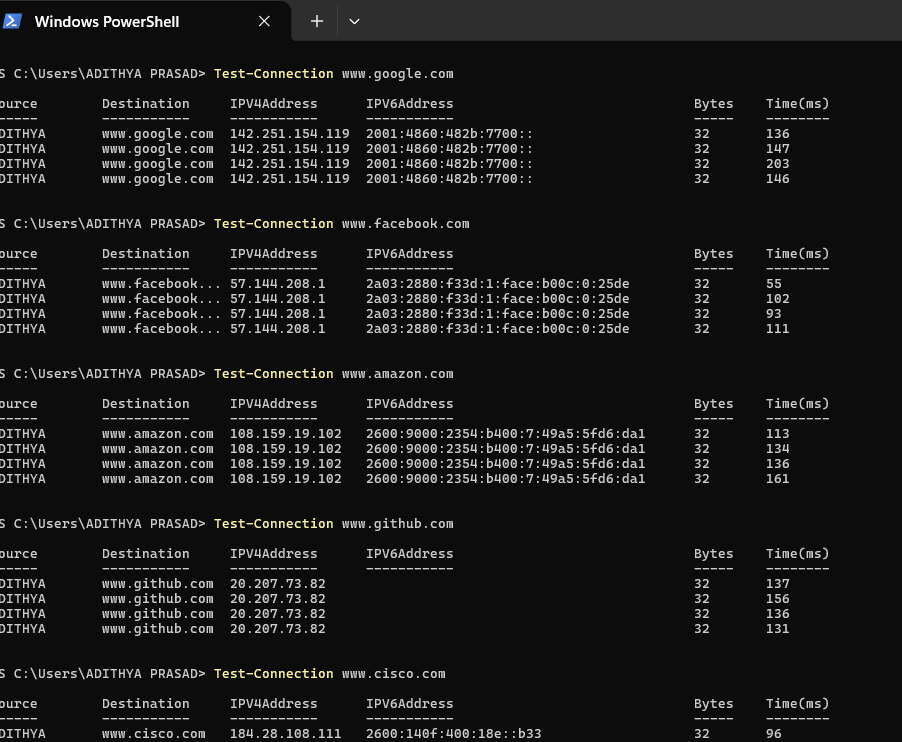 Windows PowerShell
S C:\Users\ADITHYA PRASAD> Test-Connection www.google.com
ource Destination IPV4Address IPV6Address Bytes Time(ms)
----- ----------- ----------- ----------- ----- --------
DITHYA www.google.com 142.251.154.119 2001:4860:482b:7700:: 32 136
DITHYA www.google.com 142.251.154.119 2001:4860:482b:7700:: 32 147
DITHYA www.google.com 142.251.154.119 2001:4860:482b:7700:: 32 203
DITHYA www.google.com 142.251.154.119 2001:4860:482b:7700:: 32 146
S C:\Users\ADITHYA PRASAD> Test-Connection www.facebook.com
ource Destination IPV4Address IPV6Address Bytes Time(ms)
----- ----------- ----------- ----------- ----- --------
DITHYA www.facebook... 57.144.208.1 2a03:2880:f33d:1:face:b00c:0:25de 32 55
DITHYA www.facebook... 57.144.208.1 2a03:2880:f33d:1:face:b00c:0:25de 32 102
DITHYA www.facebook... 57.144.208.1 2a03:2880:f33d:1:face:b00c:0:25de 32 93
DITHYA www.facebook... 57.144.208.1 2a03:2880:f33d:1:face:b00c:0:25de 32 111
S C:\Users\ADITHYA PRASAD> Test-Connection www.amazon.com
ource Destination IPV4Address IPV6Address Bytes Time(ms)
----- ----------- ----------- ----------- ----- --------
DITHYA www.amazon.com 108.159.19.102 2600:9000:2354:b400:7:49a5:5fd6:da1 32 113
DITHYA www.amazon.com 108.159.19.102 2600:9000:2354:b400:7:49a5:5fd6:da1 32 134
DITHYA www.amazon.com 108.159.19.102 2600:9000:2354:b400:7:49a5:5fd6:da1 32 136
DITHYA www.amazon.com 108.159.19.102 2600:9000:2354:b400:7:49a5:5fd6:da1 32 161
S C:\Users\ADITHYA PRASAD> Test-Connection www.github.com
ource Destination IPV4Address IPV6Address Bytes Time(ms)
----- ----------- ----------- ----------- ----- --------
DITHYA www.github.com 20.207.73.82 32 137
DITHYA www.github.com 20.207.73.82 32 156
DITHYA www.github.com 20.207.73.82 32 136
DITHYA www.github.com 20.207.73.82 32 131
S C:\Users\ADITHYA PRASAD> Test-Connection www.cisco.com
ource Destination IPV4Address IPV6Address Bytes Time(ms)
----- ----------- ----------- ----------- ----- --------
DITHYA www.cisco.com 184.28.108.111 2600:140f:400:18e::b33 32 96